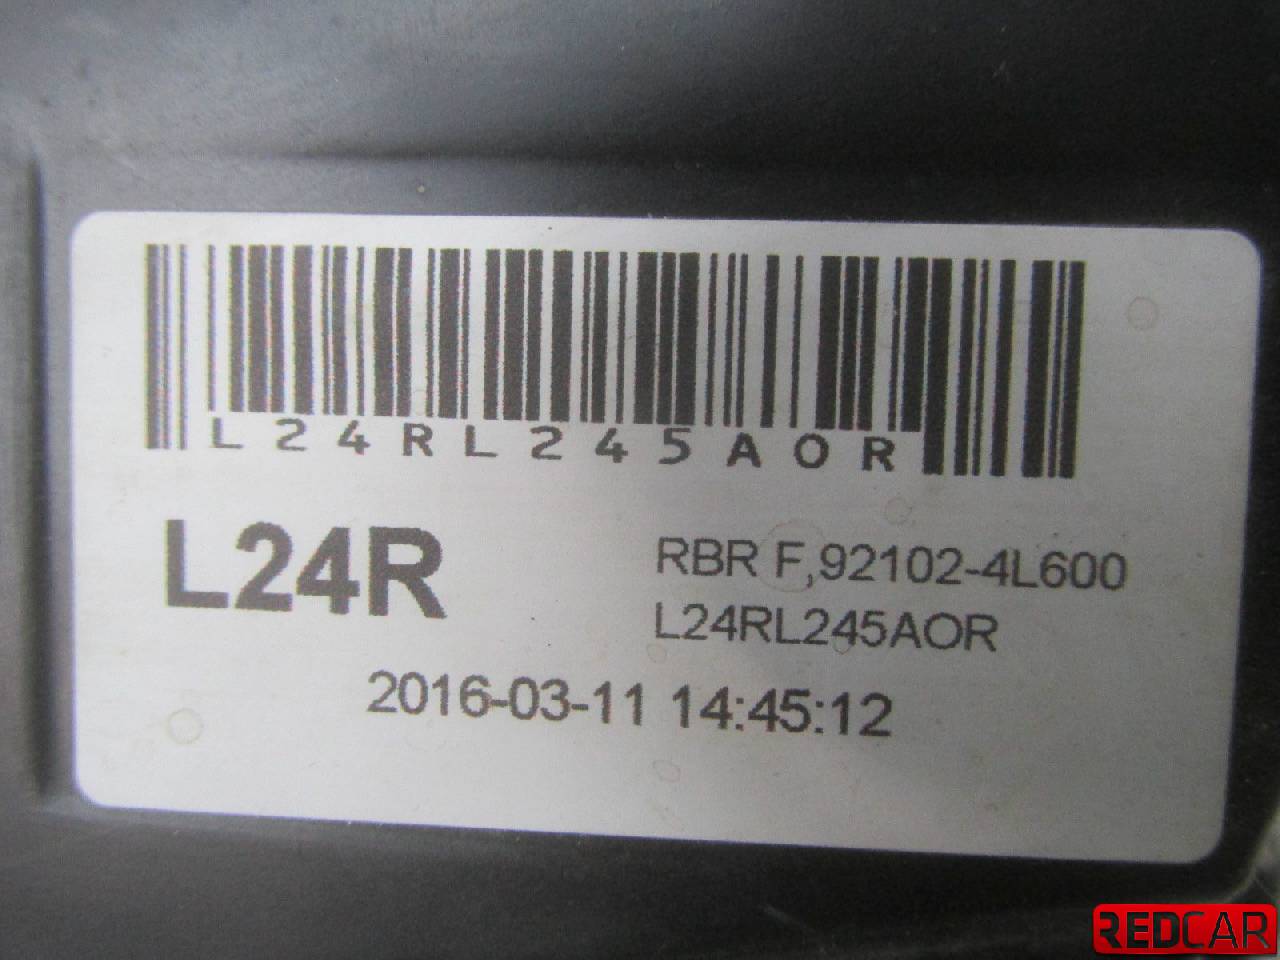 L24RL245AOR
L24R
RBR F,92102-4L600
L24RL245AOR
2016-03-11 14:45:12
REDCAR